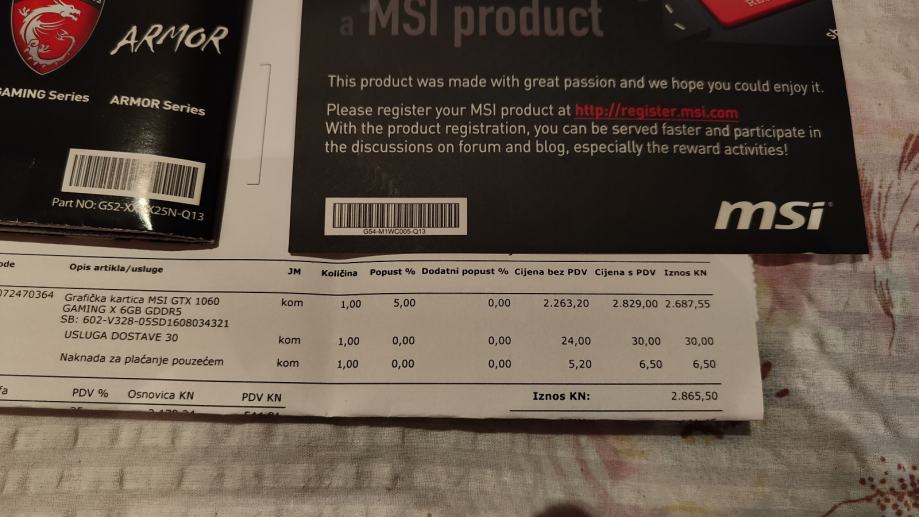 ARMOR
GAMING Series
ARMOR Series
Part NO: G52-XX X25N-Q13
a MSI product
This product was made with great passion and we hope you could enjoy it.
Please register your MSI product at http://register.msi.com
With the product registration, you can be served faster and participate in
the discussions on forum and blog, especially the reward activities!
G54-M1WC005-Q13
msi
Opis artikla/usluge JM Količina Popust % Dodatni popust % Cijena bez PDV Cijena s PDV Iznos KN
072470364 Grafička kartica MSI GTX 1060 kom 1,00 5,00 0,00 2.263,20 2.829,00 2.687,55
GAMING X 6GB GDDR5
SB: 602-V328-05SD1608034321
USLUGA DOSTAVE 30 kom 1,00 0,00 0,00 24,00 30,00 30,00
Naknada za plaćanje pouzećem kom 1,00 0,00 0,00 5,20 6,50 6,50
PDV % Osnovica KN PDV KN Iznos KN: 2.865,50